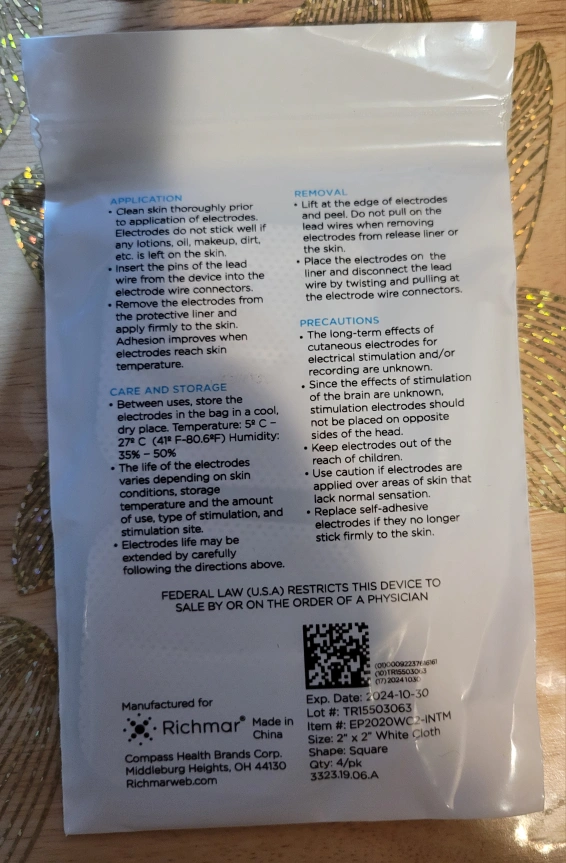 APPLICATION
• Clean skin thoroughly prior
to application of electrodes.
Electrodes do not stick well if
any lotions, oil, makeup, dirt,
etc. is left on the skin.
• Insert the pins of the lead
wire from the device into the
electrode wire connectors.
• Remove the electrodes from
the protective liner and
apply firmly to the skin.
Adhesion improves when
electrodes reach skin
temperature.
CARE AND STORAGE
• Between uses, store the
electrodes in the bag in a cool,
dry place. Temperature: 5º C –
27º C (41º F-80.6ºF) Humidity:
35% – 50%
• The life of the electrodes
varies depending on skin
conditions, storage
temperature and the amount
of use, type of stimulation, and
stimulation site.
• Electrodes life may be
extended by carefully
following the directions above.
REMOVAL
• Lift at the edge of electrodes
and peel. Do not pull on the
lead wires when removing
electrodes from release liner or
the skin.
• Place the electrodes on the
liner and disconnect the lead
wire by twisting and pulling at
the electrode wire connectors.
PRECAUTIONS
• The long-term effects of
cutaneous electrodes for
electrical stimulation and/or
recording are unknown.
• Since the effects of stimulation
of the brain are unknown,
stimulation electrodes should
not be placed on opposite
sides of the head.
• Keep electrodes out of the
reach of children.
• Use caution if electrodes are
applied over areas of skin that
lack normal sensation.
• Replace self-adhesive
electrodes if they no longer
stick firmly to the skin.
FEDERAL LAW (U.S.A) RESTRICTS THIS DEVICE TO
SALE BY OR ON THE ORDER OF A PHYSICIAN
(10)TR15503063
(17)20241030
Exp. Date: 2024-10-30
Lot #: TR15503063
Item #: EP2020WC2-INTM
Size: 2" x 2" White Cloth
Shape: Square
Qty: 4/pk
3323.19.06.A
Manufactured for
Richmar® Made in
China
Compass Health Brands Corp.
Middleburg Heights, OH 44130
Richmarweb.com